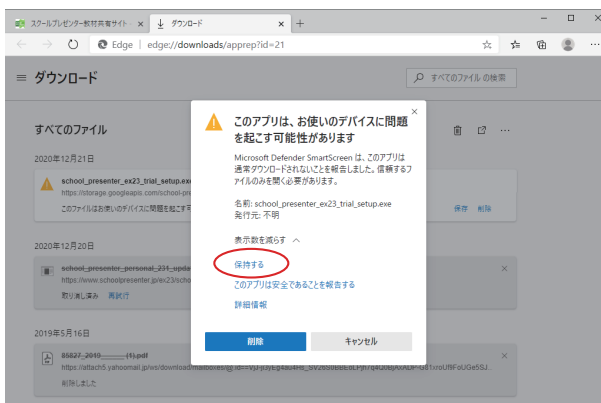 スクールプレゼンター教材共有サイト
ダウンロード
Edge | edge://downloads/apprep?id=21
ダウンロード
すべてのファイル の検索
すべてのファイル
2020年12月21日
school_presenter_ex23_trial_setup.exe
https://storage.googleapis.com/school-pre
このファイルはお使いのデバイスに問題を起こす可
保存 削除
2020年12月20日
school_presenter_personal_231_upda
https://www.schoolpresenter.jp/ex23/scho
取り消し済み 再試行
2019年5月16日
85827_2019______(1).pdf
削除しました
このアプリは、お使いのデバイスに問題
を起こす可能性があります
Microsoft Defender SmartScreen は、このアプリは
通常ダウンロードされないことを報告しました。信頼するフ
ァイルのみを開く必要があります。
名前: school_presenter_ex23_trial_setup.exe
発行元: 不明
表示数を減らす
保持する
このアプリは安全であることを報告する
詳細情報
削除
キャンセル